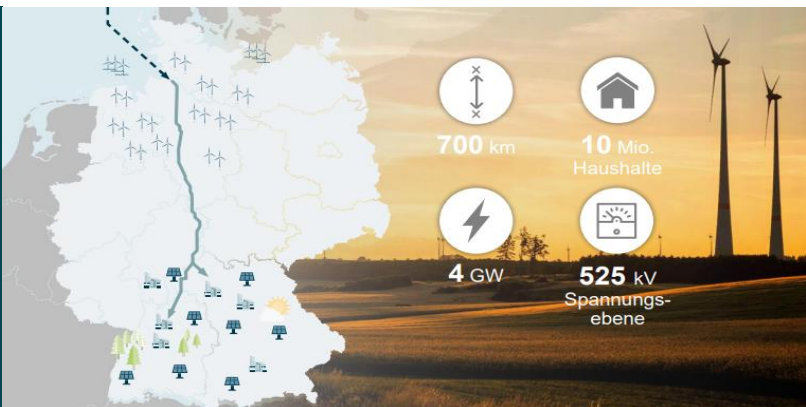 700 km
10 Mio.
Haushalte
4 GW
525 kV
Spannungs-
ebene